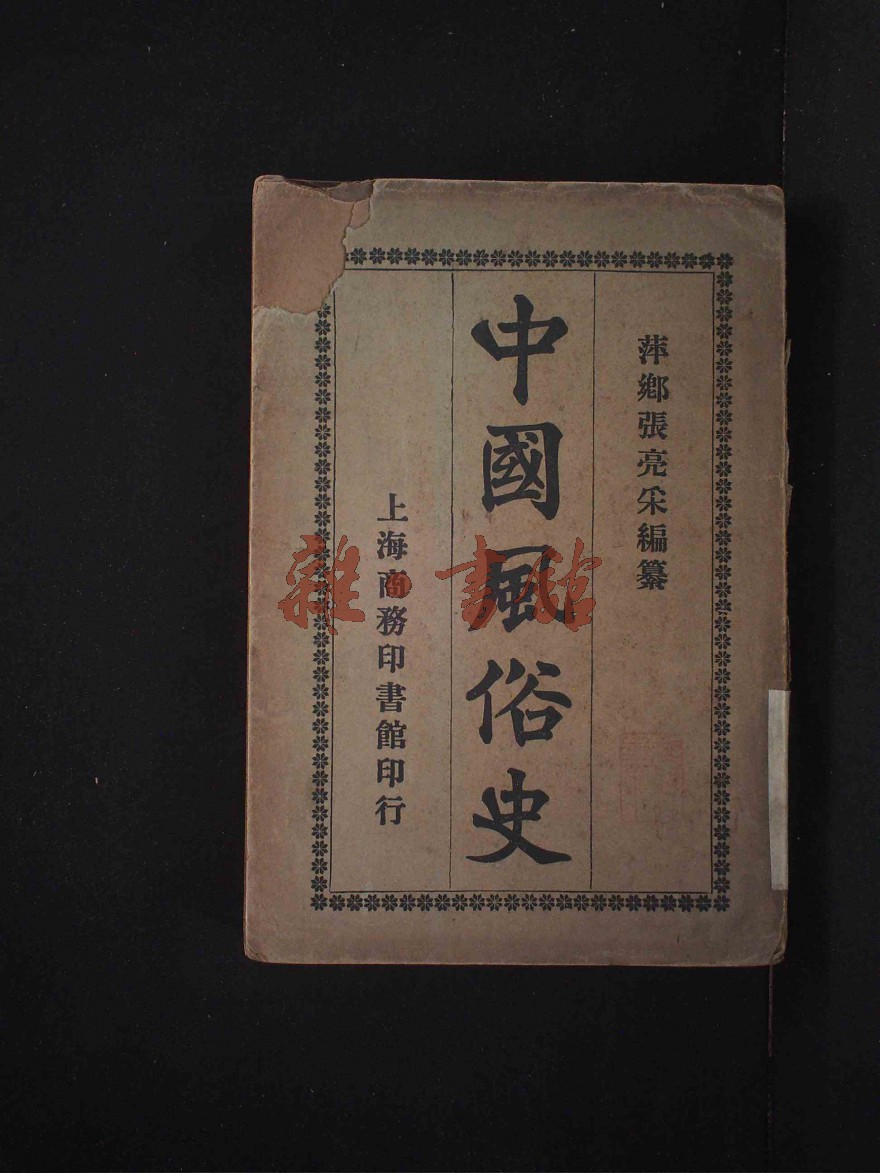 萍鄉張亮采編纂
中國風俗史
上海商務印書館印行
雜·書館